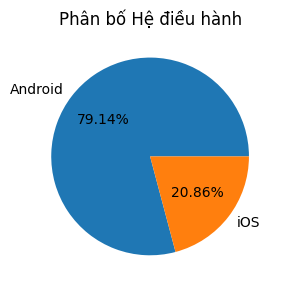 Phân bố Hệ điều hành
Android
79.14%
20.86%
iOS